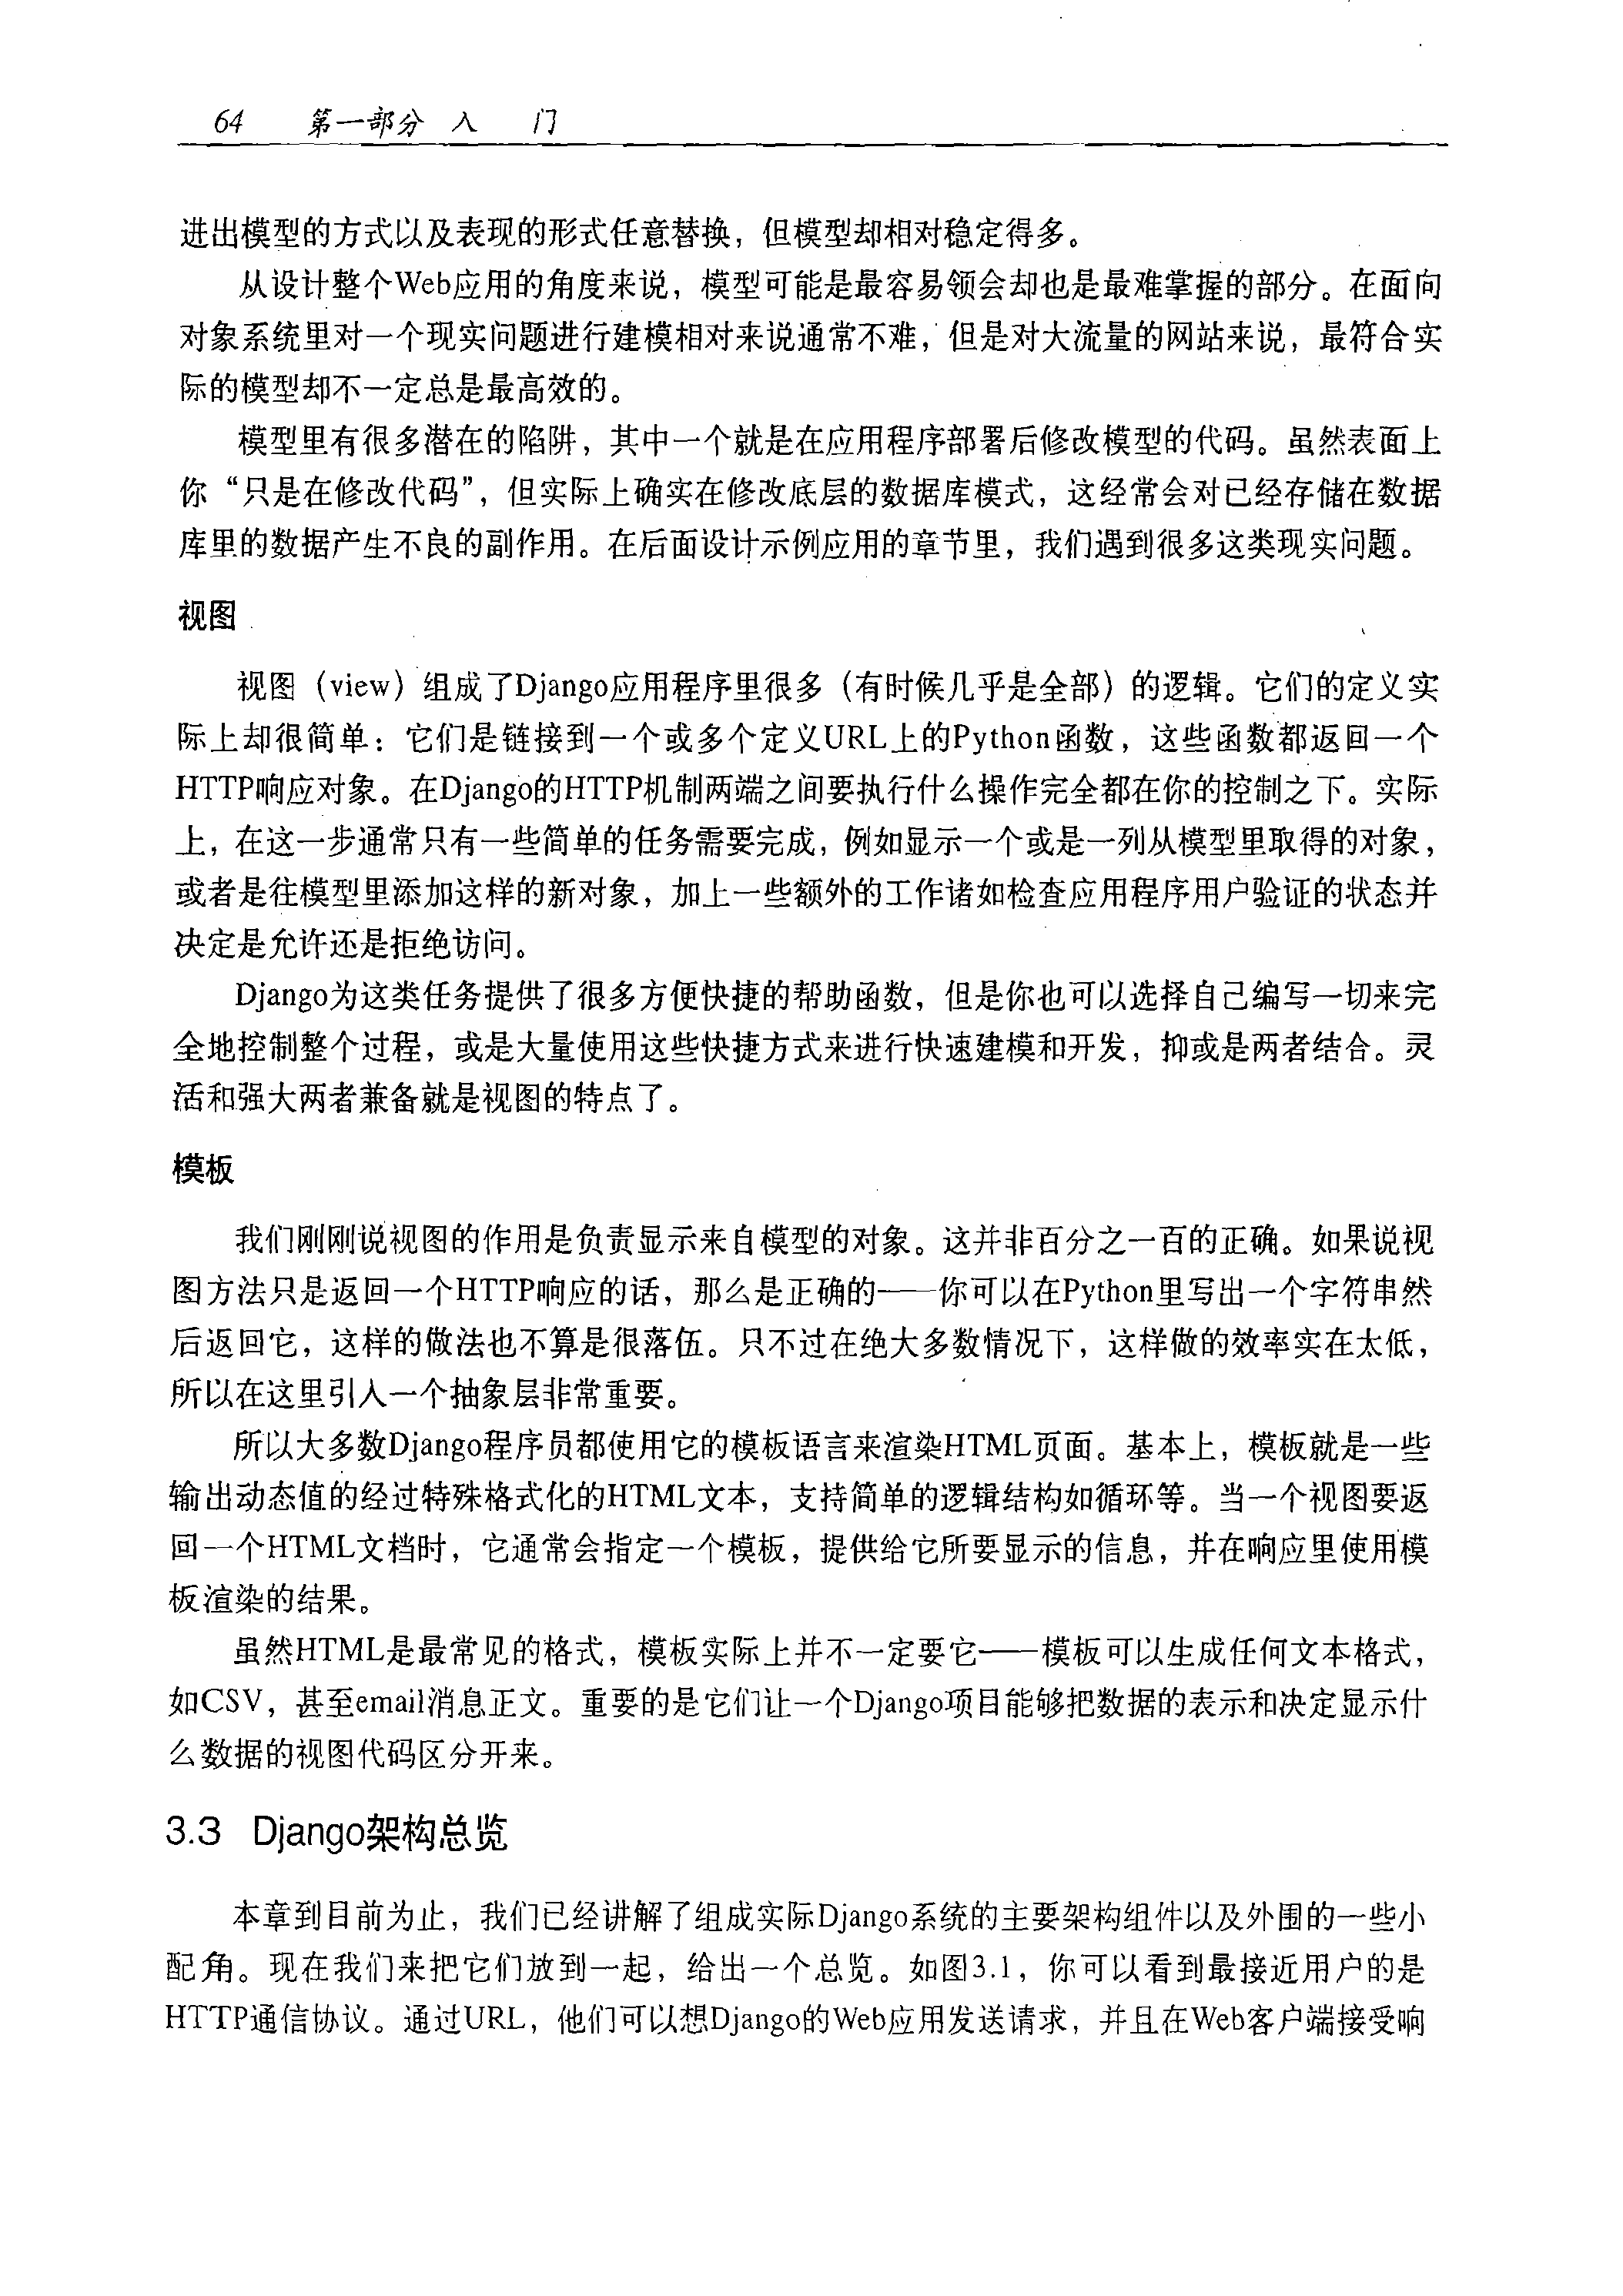 64 第一部分 入 门
进出模型的方式以及表现的形式任意替换，但模型却相对稳定得多。
从设计整个Web应用的角度来说，模型可能是最容易领会却也是最难掌握的部分。在面向
对象系统里对一个现实问题进行建模相对来说通常不难，但是对大流量的网站来说，最符合实
际的模型却不一定总是最高效的。
模型里有很多潜在的陷阱，其中一个就是在应用程序部署后修改模型的代码。虽然表面上
你“只是在修改代码”，但实际上确实在修改底层的数据库模式，这经常会对已经存储在数据
库里的数据产生不良的副作用。在后面设计示例应用的章节里，我们遇到很多这类现实问题。
视图
视图（view）组成了Django应用程序里很多（有时候几乎是全部）的逻辑。它们的定义实
际上却很简单：它们是链接到一个或多个定义URL上的Python函数，这些函数都返回一个
HTTP响应对象。在Django的HTTP机制两端之间要执行什么操作完全都在你的控制之下。实际
上，在这一步通常只有一些简单的任务需要完成，例如显示一个或是一列从模型里取得的对象，
或者是往模型里添加这样的新对象，加上一些额外的工作诸如检查应用程序用户验证的状态并
决定是允许还是拒绝访问。
Django为这类任务提供了很多方便快捷的帮助函数，但是你也可以选择自己编写一切来完
全地控制整个过程，或是大量使用这些快捷方式来进行快速建模和开发，抑或是两者结合。灵
活和强大两者兼备就是视图的特点了。
模板
我们刚刚说视图的作用是负责显示来自模型的对象。这并非百分之一百的正确。如果说视
图方法只是返回一个HTTP响应的话，那么是正确的——你可以在Python里写出一个字符串然
后返回它，这样的做法也不算是很落伍。只不过在绝大多数情况下，这样做的效率实在太低，
所以在这里引入一个抽象层非常重要。
所以大多数Django程序员都使用它的模板语言来渲染HTML页面。基本上，模板就是一些
输出动态值的经过特殊格式化的HTML文本，支持简单的逻辑结构如循环等。当一个视图要返
回一个HTML文档时，它通常会指定一个模板，提供给它所要显示的信息，并在响应里使用模
板渲染的结果。
虽然HTML是最常见的格式，模板实际上并不一定要它——模板可以生成任何文本格式，
如CSV，甚至email消息正文。重要的是它们让一个Django项目能够把数据的表示和决定显示什
么数据的视图代码区分开来。
3.3 Django架构总览
本章到目前为止，我们已经讲解了组成实际Django系统的主要架构组件以及外围的一些小
配角。现在我们来把它们放到一起，给出一个总览。如图3.1，你可以看到最接近用户的是
HTTP通信协议。通过URL，他们可以想Django的Web应用发送请求，并且在Web客户端接受响